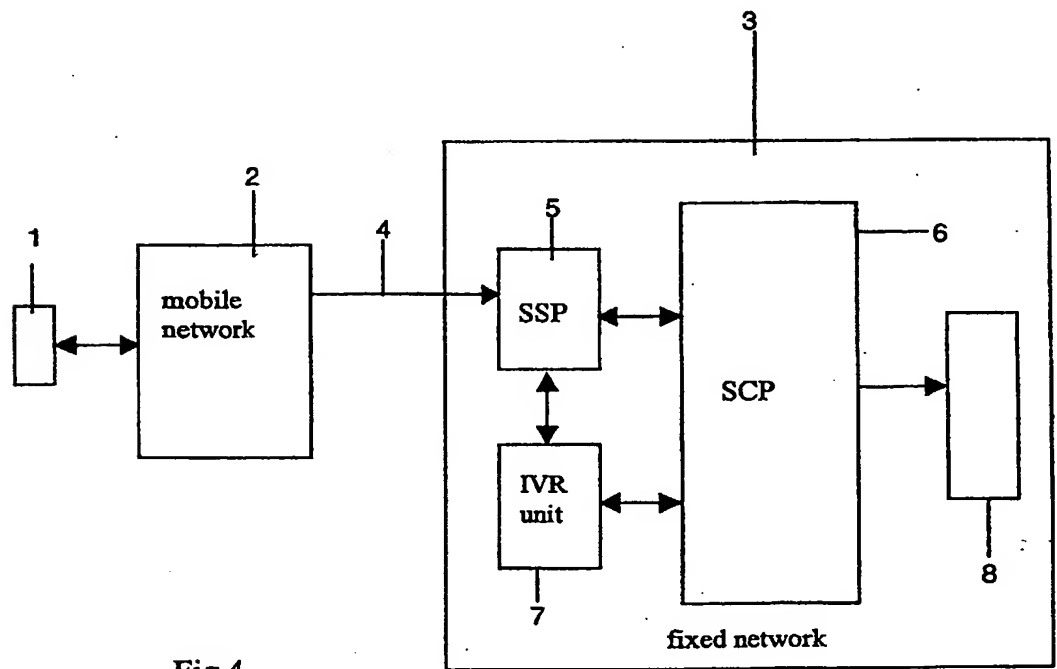 3
2
1
4
5
6
mobile
network
SSP
SCP
IVR
unit
7
8
fixed network
Fig 4